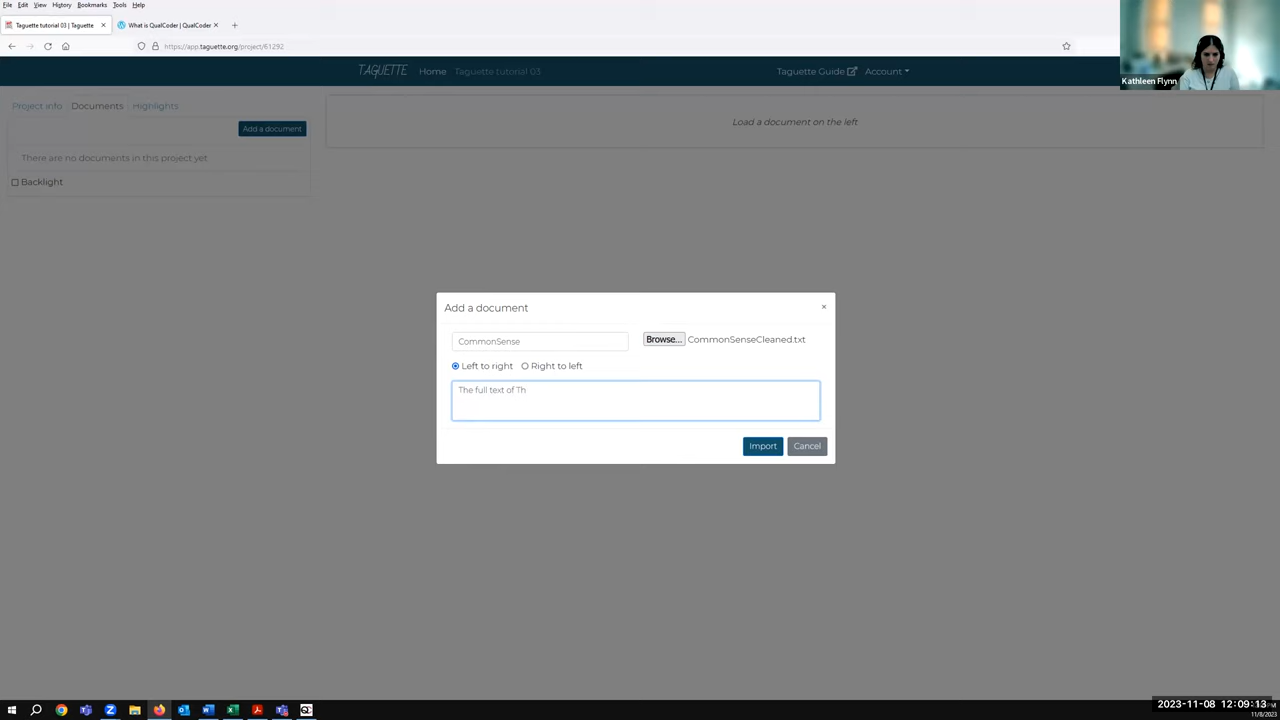 File Edit View History Bookmarks Tools Help
Taguette tutorial 03 | Taguette × What is QualCoder | QualCoder × +
https://app.taguette.org/project/61292
TAGUETTE Home Taguette tutorial 03 Taguette Guide Account
Kathleen Flynn
Project info Documents Highlights
Add a document
Load a document on the left
There are no documents in this project yet
Backlight
Add a document ×
CommonSense Browse... CommonSenseCleaned.txt
Left to right Right to left
The full text of Th
Import Cancel
2023-11-08 12:09:13
11/8/2023